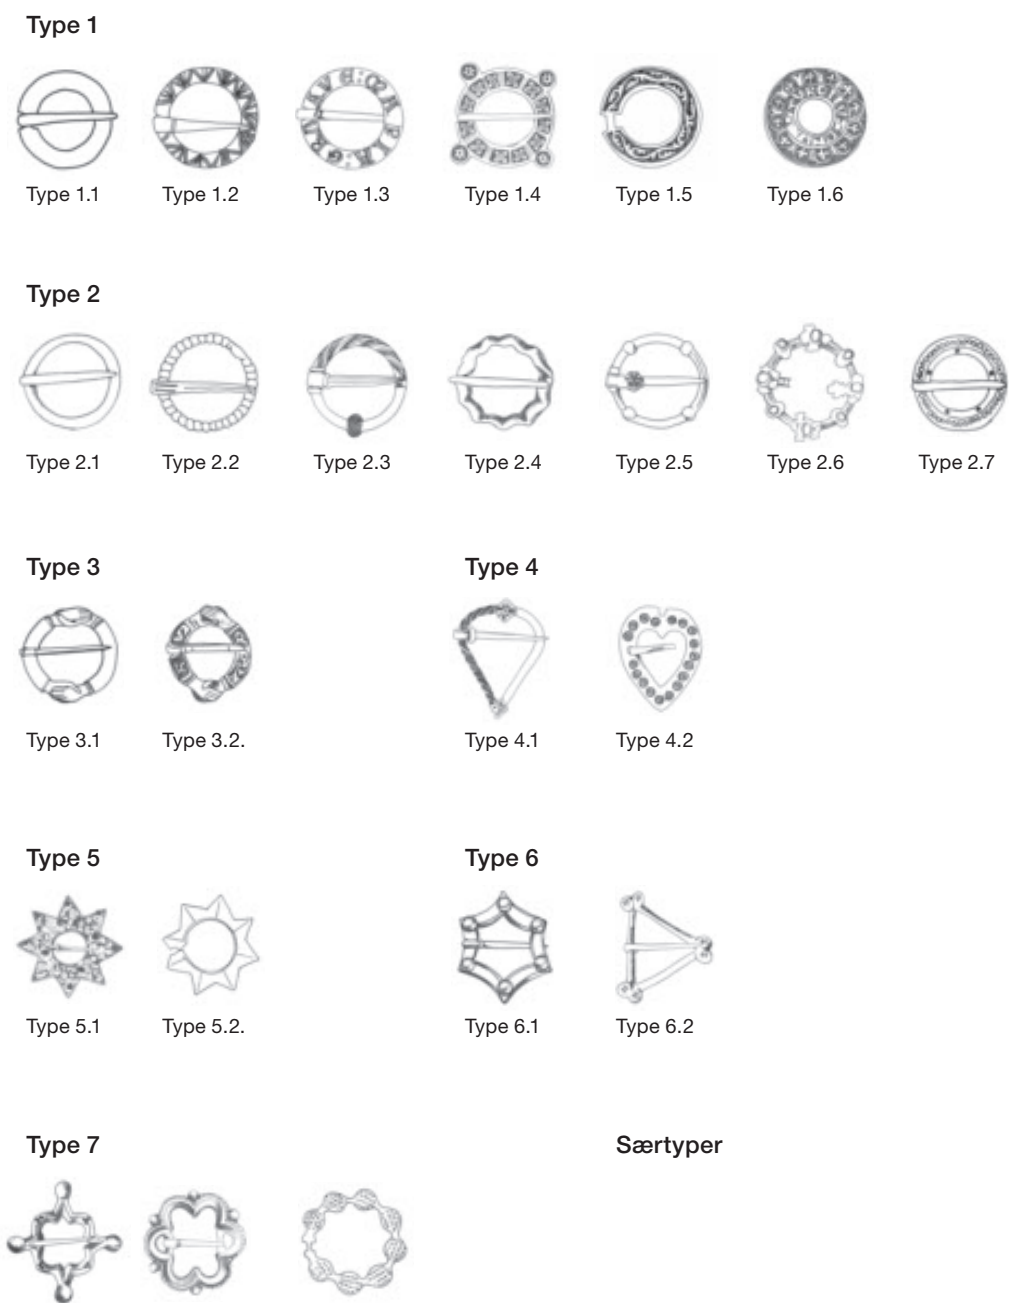 Type 1
Type 1.1 Type 1.2 Type 1.3 Type 1.4 Type 1.5 Type 1.6
Type 2
Type 2.1 Type 2.2 Type 2.3 Type 2.4 Type 2.5 Type 2.6 Type 2.7
Type 3 Type 4
Type 3.1 Type 3.2. Type 4.1 Type 4.2
Type 5 Type 6
Type 5.1 Type 5.2. Type 6.1 Type 6.2
Type 7 Særtyper